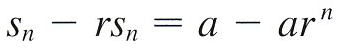 sₙ − rsₙ = a − arⁿ